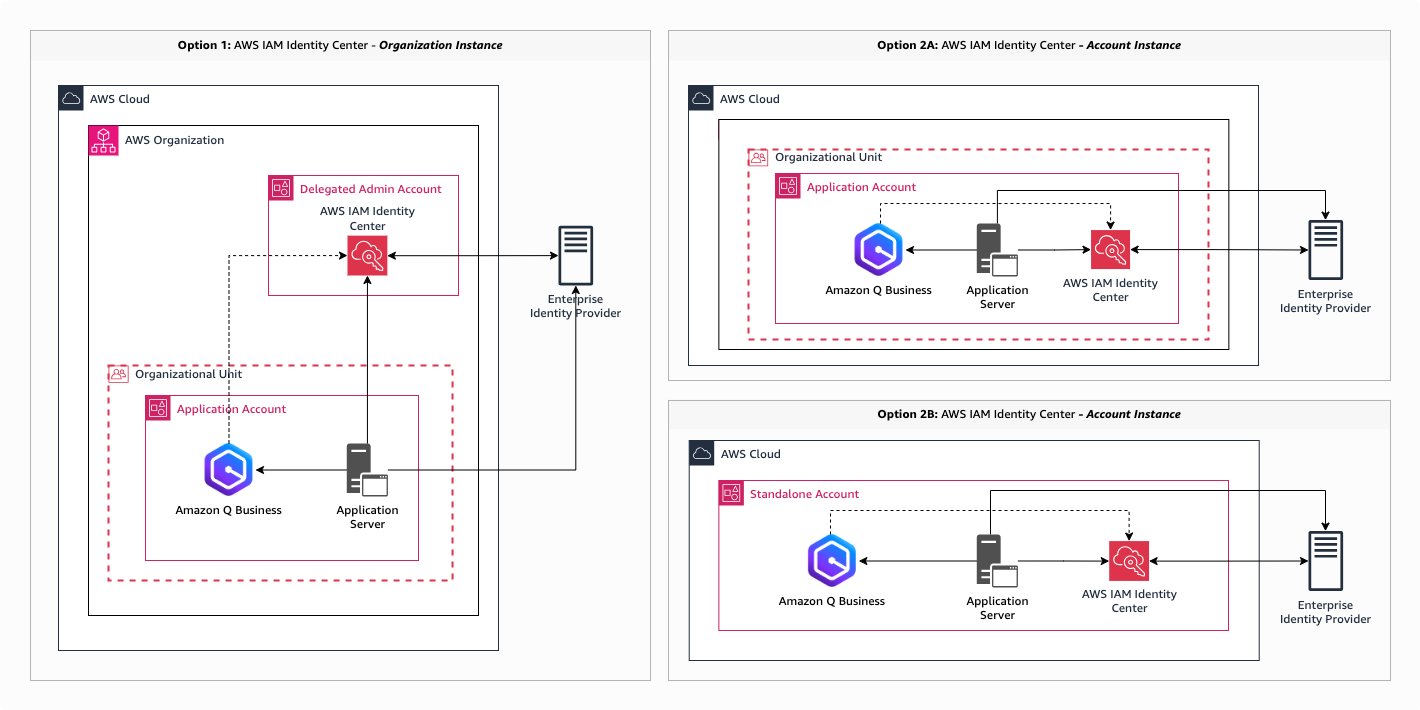 Option 1: AWS IAM Identity Center - Organization Instance
AWS Cloud
AWS Organization
Delegated Admin Account
AWS IAM Identity
Center
Enterprise
Identity Provider
Organizational Unit
Application Account
Amazon Q Business
Application
Server
Option 2A: AWS IAM Identity Center - Account Instance
AWS Cloud
Organizational Unit
Application Account
Amazon Q Business
Application
Server
AWS IAM Identity
Center
Enterprise
Identity Provider
Option 2B: AWS IAM Identity Center - Account Instance
AWS Cloud
Standalone Account
Amazon Q Business
Application
Server
AWS IAM Identity
Center
Enterprise
Identity Provider